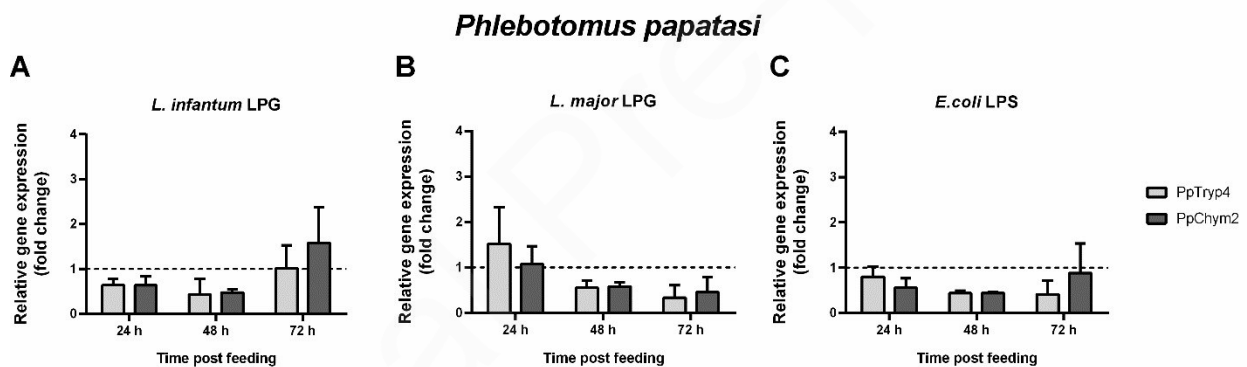 Phlebotomus papatasi
A
L. infantum LPG
Relative gene expression
(fold change)
4
3
2
1
0
24 h
48 h
72 h
Time post feeding
B
L. major LPG
Relative gene expression
(fold change)
4
3
2
1
0
24 h
48 h
72 h
Time post feeding
C
E.coli LPS
Relative gene expression
(fold change)
4
3
2
1
0
24 h
48 h
72 h
Time post feeding
PpTryp4
PpChym2